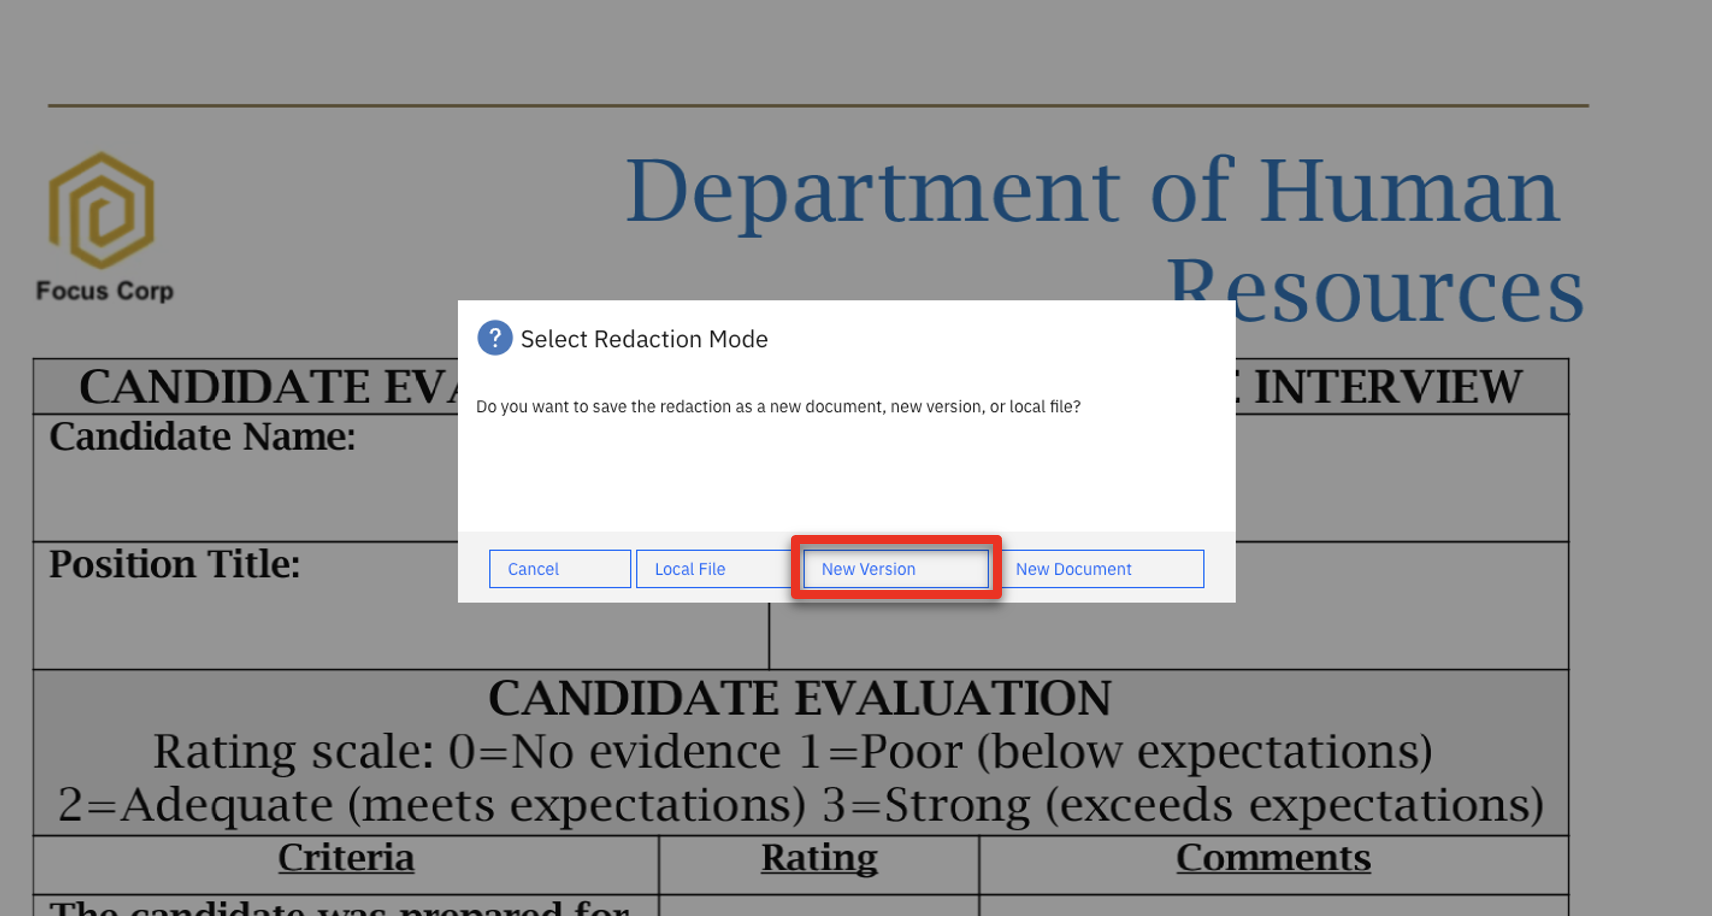 Department of Human
Resources
Focus Corp
? Select Redaction Mode
Do you want to save the redaction as a new document, new version, or local file?
Cancel
Local File
New Version
New Document
CANDIDATE INTERVIEW
Candidate Name:
Position Title:
CANDIDATE EVALUATION
Rating scale: 0=No evidence 1=Poor (below expectations)
2=Adequate (meets expectations) 3=Strong (exceeds expectations)
Criteria
Rating
Comments
The candidate was prepared for